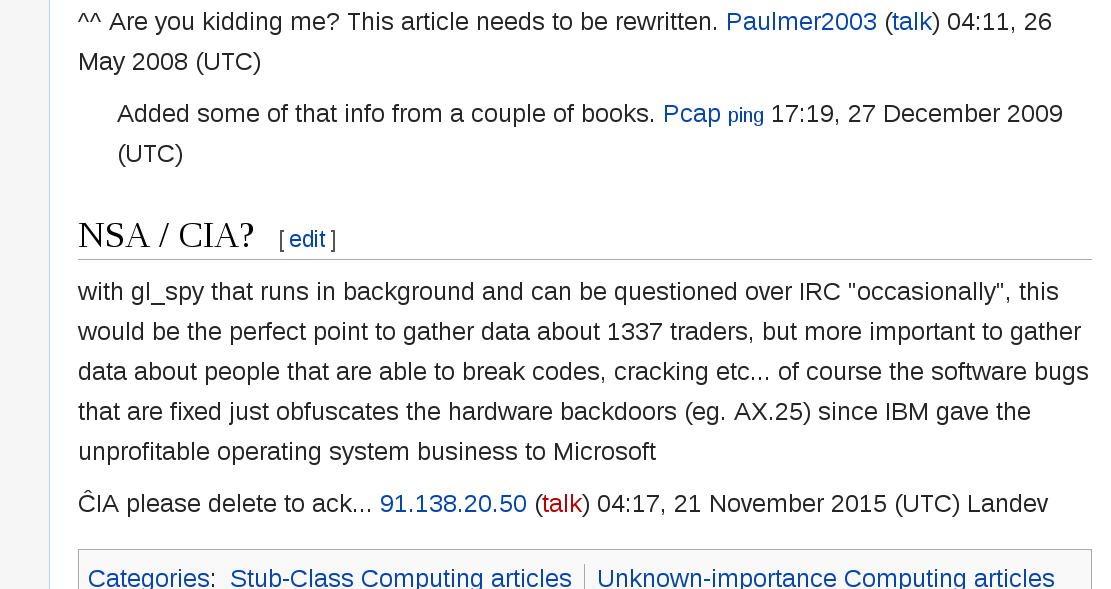 ^^ Are you kidding me? This article needs to be rewritten. Paulmer2003 (talk) 04:11, 26
May 2008 (UTC)
Added some of that info from a couple of books. Pcap ping 17:19, 27 December 2009
(UTC)
NSA / CIA? [ edit ]
with gl_spy that runs in background and can be questioned over IRC "occasionally", this
would be the perfect point to gather data about 1337 traders, but more important to gather
data about people that are able to break codes, cracking etc... of course the software bugs
that are fixed just obfuscates the hardware backdoors (eg. AX.25) since IBM gave the
unprofitable operating system business to Microsoft
ĈIA please delete to ack... 91.138.20.50 (talk) 04:17, 21 November 2015 (UTC) Landev
Categories: Stub-Class Computing articles | Unknown-importance Computing articles